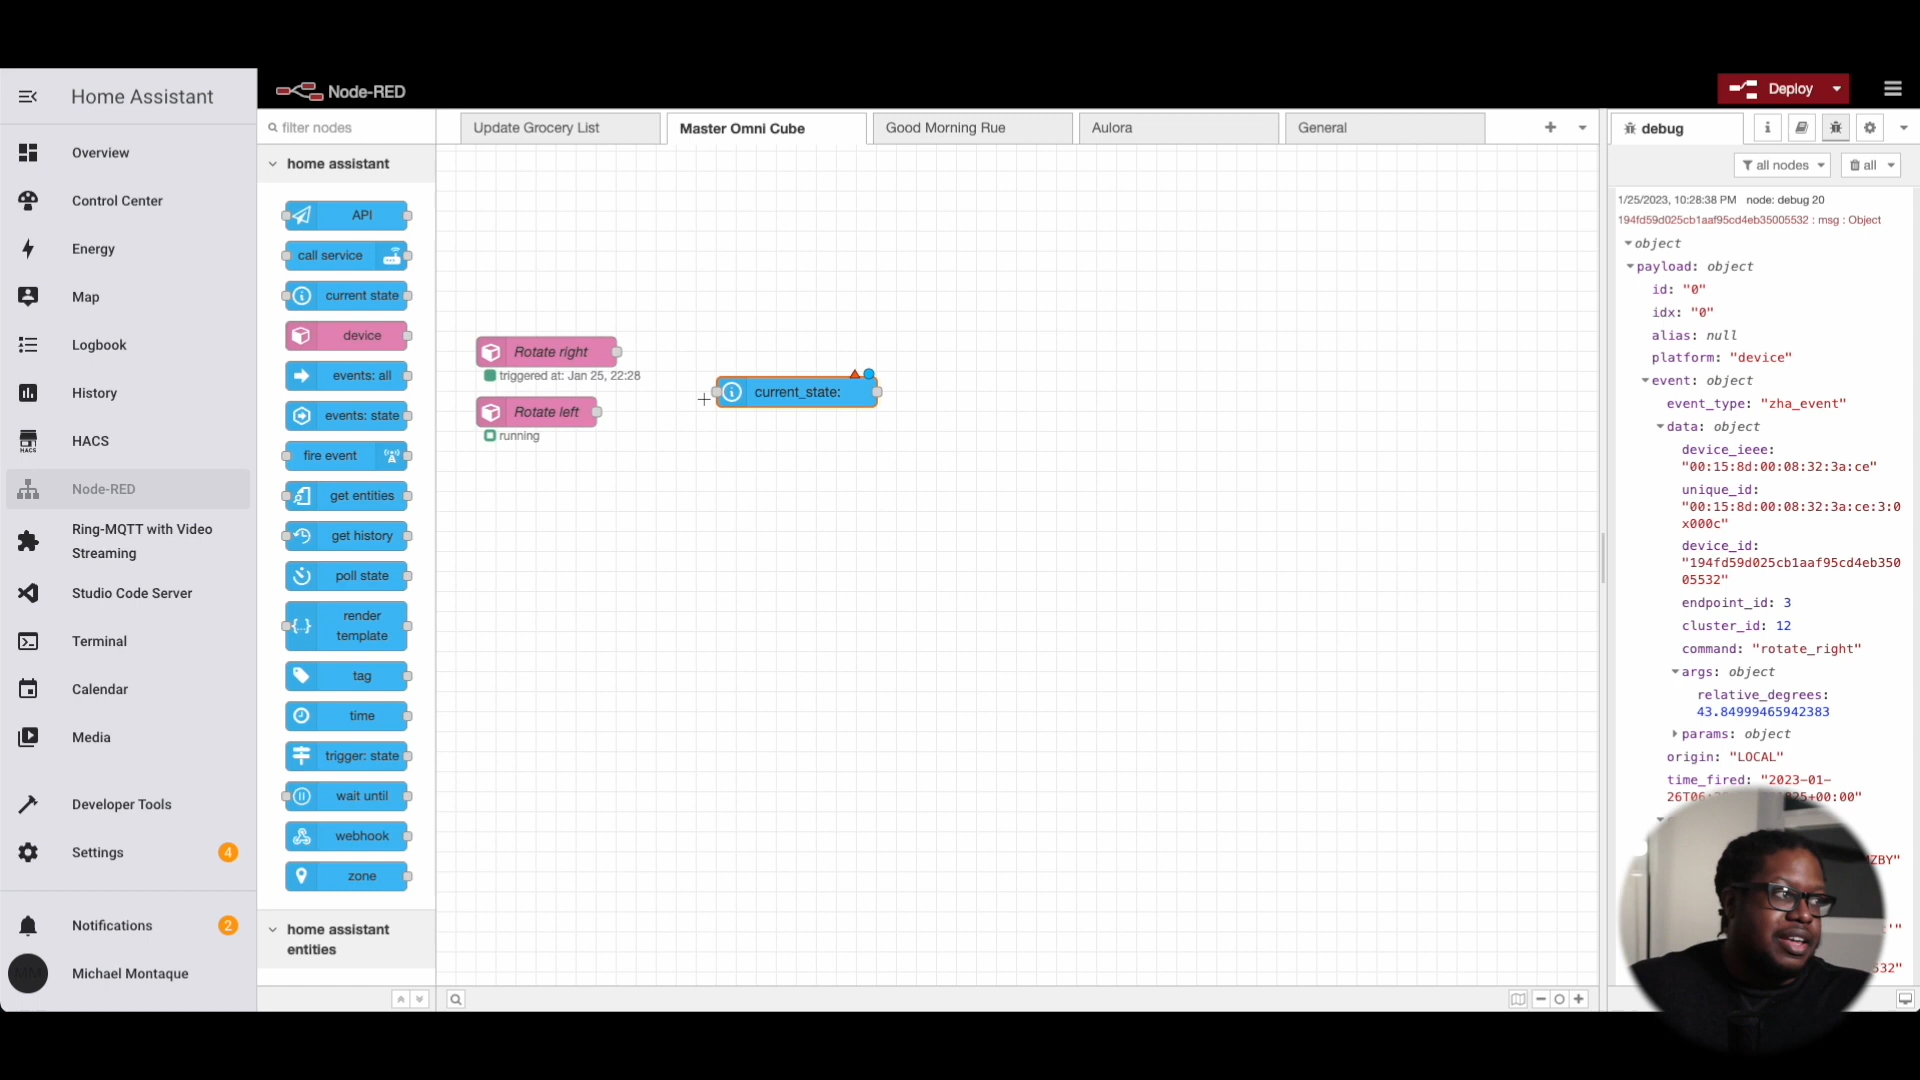 Home Assistant
Overview
Control Center
Energy
Map
Logbook
History
HACS
HACS
Node-RED
Ring-MQTT with Video
Streaming
Studio Code Server
Terminal
Calendar
Media
Developer Tools
Settings
4
Notifications
2
MM
Michael Montaque
Node-RED
Deploy
filter nodes
home assistant
API
call service
current state
device
events: all
events: state
fire event
get entities
get history
poll state
render
template
tag
time
trigger: state
wait until
webhook
zone
home assistant
entities
Update Grocery List
Master Omni Cube
Good Morning Rue
Aulora
General
Rotate right
triggered at: Jan 25, 22:28
Rotate left
running
current_state:
debug
all nodes
all
1/25/2023, 10:28:38 PM node: debug 20
194fd59d025cb1aaf95cd4eb35005532 : msg : Object
object
payload: object
id: "0"
idx: "0"
alias: null
platform: "device"
event: object
event_type: "zha_event"
data: object
device_ieee:
"00:15:8d:00:08:32:3a:ce"
unique_id:
"00:15:8d:00:08:32:3a:ce:3:0
x000c"
device_id:
"194fd59d025cb1aaf95cd4eb350
05532"
endpoint_id: 3
cluster_id: 12
command: "rotate_right"
args: object
relative_degrees:
43.84999465942383
params: object
origin: "LOCAL"
time_fired: "2023-01-
26T06:
825+00:00"
ZBY"
'"
532"